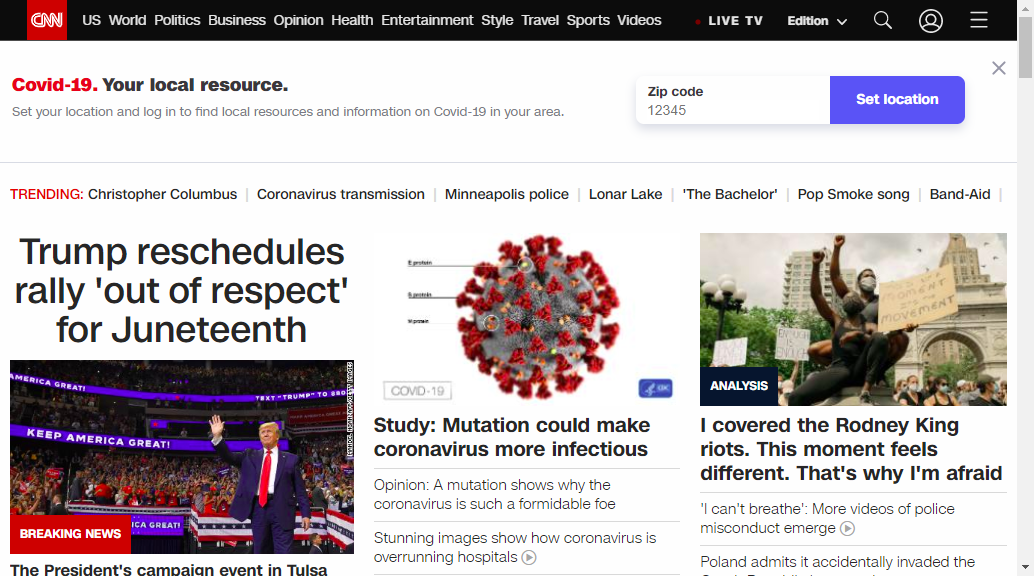 CNN US World Politics Business Opinion Health Entertainment Style Travel Sports Videos LIVE TV Edition
Covid-19. Your local resource.
Set your location and log in to find local resources and information on Covid-19 in your area.
Zip code
12345
Set location
TRENDING: Christopher Columbus | Coronavirus transmission | Minneapolis police | Lonar Lake | 'The Bachelor' | Pop Smoke song | Band-Aid |
Trump reschedules
rally 'out of respect'
for Juneteenth
AMERICA GREAT!
TEXT "TRUMP" TO
KEEP AMERICA GREAT!
ICA GREAT!
BREAKING NEWS
The President's campaign event in Tulsa
E protein
S protein
M protein
COVID-19
CDC
Study: Mutation could make
coronavirus more infectious
Opinion: A mutation shows why the
coronavirus is such a formidable foe
Stunning images show how coronavirus is
overrunning hospitals
MOMENT
MOVEMENT
ENOUGH
ENOUGH
ANALYSIS
I covered the Rodney King
riots. This moment feels
different. That's why I'm afraid
'I can't breathe': More videos of police
misconduct emerge
Poland admits it accidentally invaded the